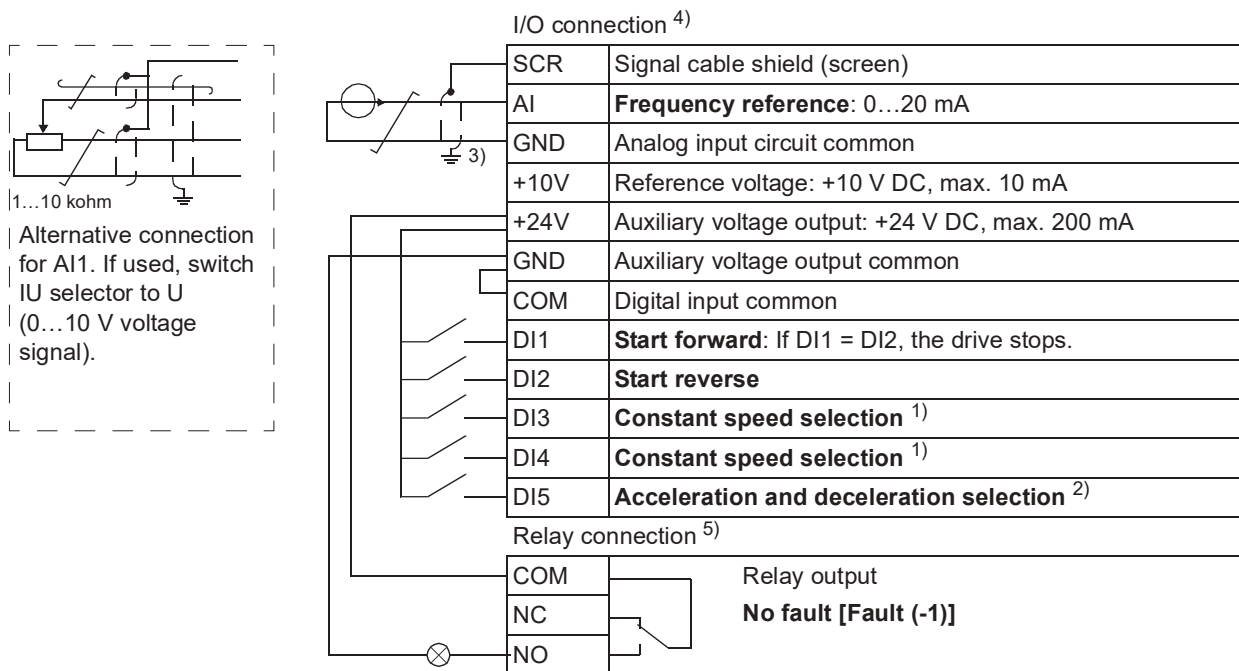 I/O connection 4)
SCR Signal cable shield (screen)
AI Frequency reference: 0…20 mA
GND Analog input circuit common
3)
+10V Reference voltage: +10 V DC, max. 10 mA
+24V Auxiliary voltage output: +24 V DC, max. 200 mA
GND Auxiliary voltage output common
COM Digital input common
DI1 Start forward: If DI1 = DI2, the drive stops.
DI2 Start reverse
DI3 Constant speed selection 1)
DI4 Constant speed selection 1)
DI5 Acceleration and deceleration selection 2)
1…10 kohm
Alternative connection
for AI1. If used, switch
IU selector to U
(0…10 V voltage
signal).
Relay connection 5)
COM Relay output
NC No fault [Fault (-1)]
NO